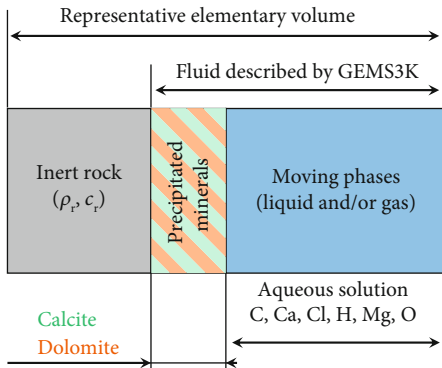 Representative elementary volume
Fluid described by GEMS3K
Inert rock
(ρr, cr)
Precipitated
minerals
Moving phases
(liquid and/or gas)
Aqueous solution
C, Ca, Cl, H, Mg, O
Calcite
Dolomite